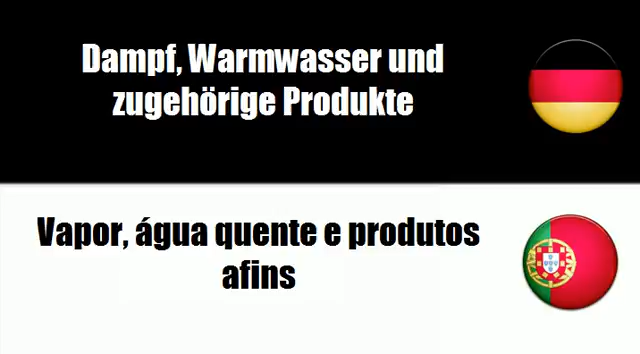 Dampf, Warmwasser und
zugehörige Produkte
Vapor, água quente e produtos
afins